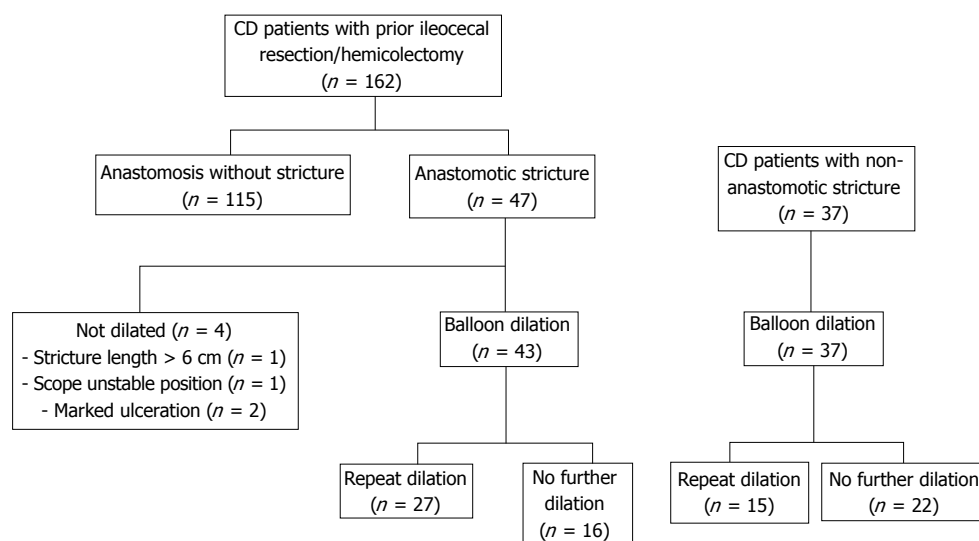 CD patients with prior ileocecal
resection/hemicolectomy
(n = 162)
Anastomosis without stricture
(n = 115)
Anastomotic stricture
(n = 47)
CD patients with non-
anastomotic stricture
(n = 37)
Not dilated (n = 4)
- Stricture length > 6 cm (n = 1)
- Scope unstable position (n = 1)
- Marked ulceration (n = 2)
Balloon dilation
(n = 43)
Balloon dilation
(n = 37)
Repeat dilation
(n = 27)
No further
dilation
(n = 16)
Repeat dilation
(n = 15)
No further dilation
(n = 22)